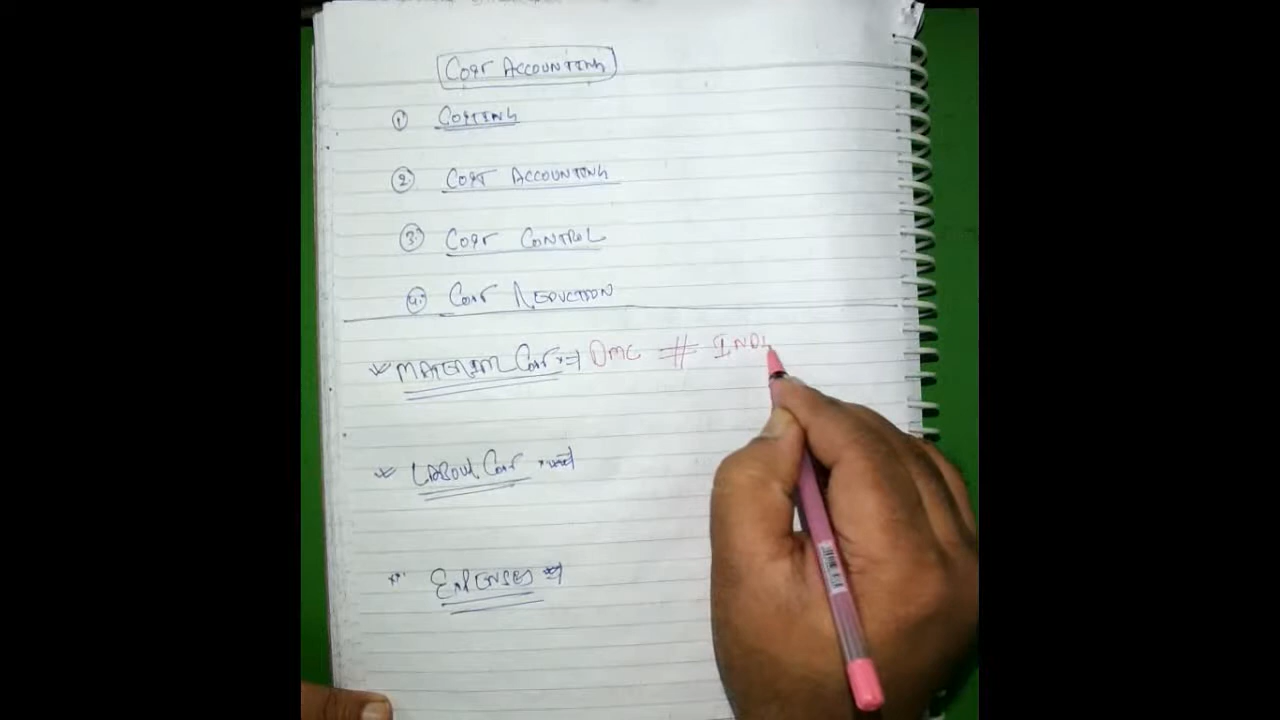 COST ACCOUNTING
① COSTING
② COST ACCOUNTING
③ COST CONTROL
④ COST REDUCTION
* MATERIAL COST :⇒ DMC # IND
* LABOUR COST
* EXPENSES